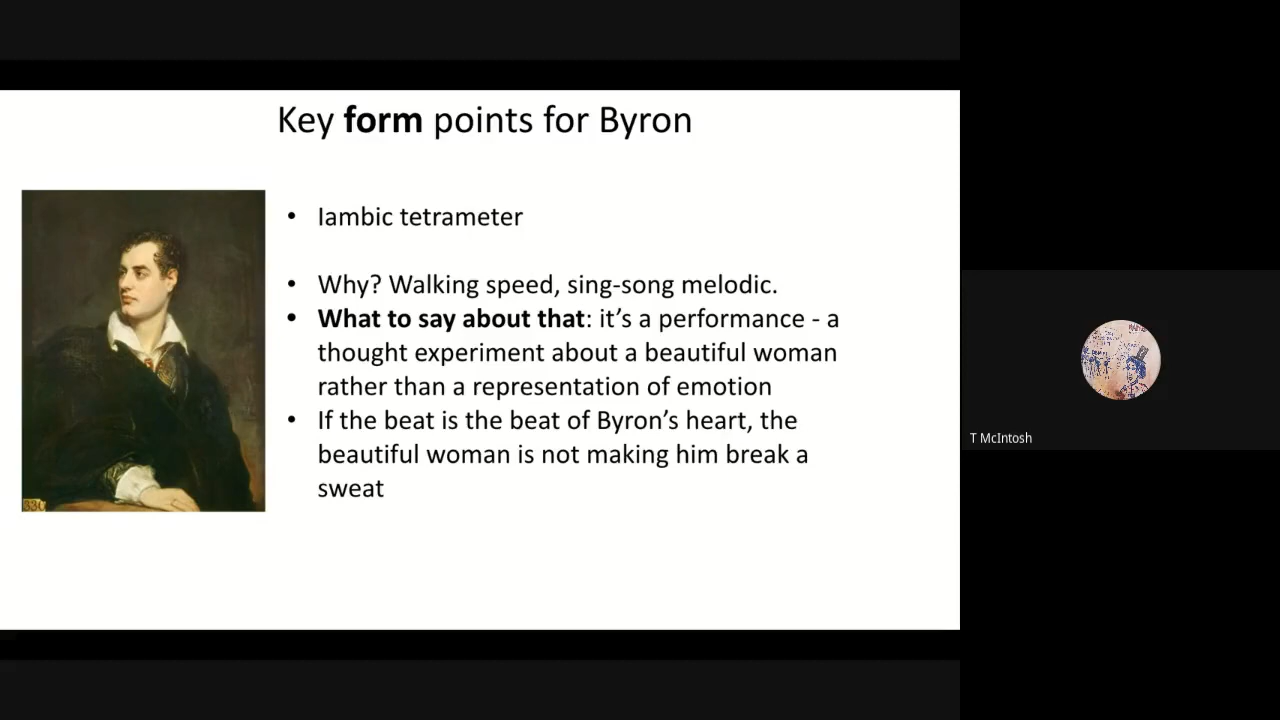 Key form points for Byron
• Iambic tetrameter
• Why? Walking speed, sing-song melodic.
• What to say about that: it’s a performance - a
thought experiment about a beautiful woman
rather than a representation of emotion
• If the beat is the beat of Byron’s heart, the
beautiful woman is not making him break a
sweat
T McIntosh